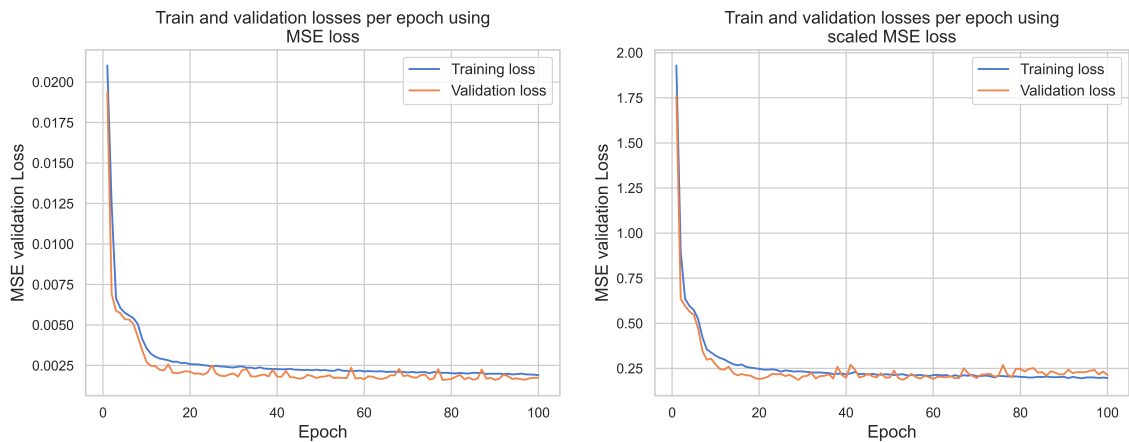 Train and validation losses per epoch using
MSE loss
Training loss
Validation loss
0.0200
0.0175
0.0150
0.0125
0.0100
0.0075
0.0050
0.0025
MSE validation Loss
0 20 40 60 80 100
Epoch
Train and validation losses per epoch using
scaled MSE loss
Training loss
Validation loss
2.00
1.75
1.50
1.25
1.00
0.75
0.50
0.25
MSE validation Loss
0 20 40 60 80 100
Epoch